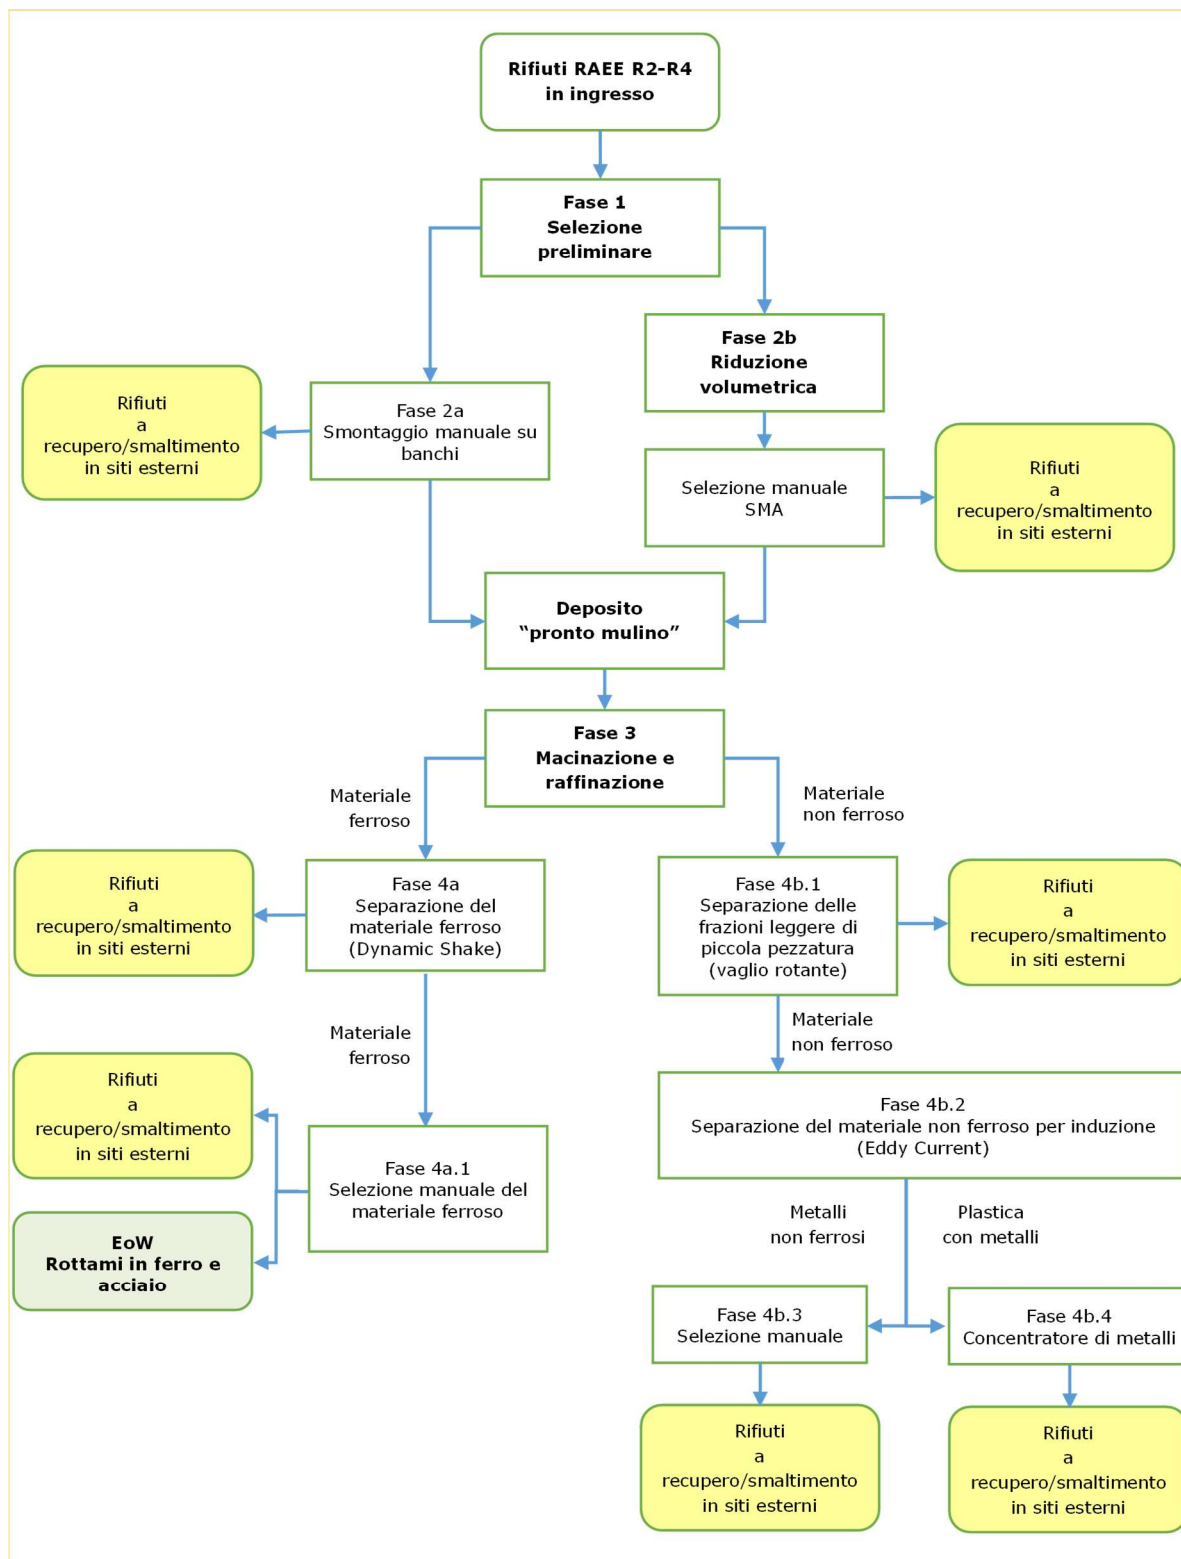 Rifiuti RAEE R2-R4
in ingresso
Fase 1
Selezione
preliminare
Fase 2b
Riduzione
volumetrica
Rifiuti
a
recupero/smaltimento
in siti esterni
Fase 2a
Smontaggio manuale su
banchi
Selezione manuale
SMA
Rifiuti
a
recupero/smaltimento
in siti esterni
Deposito
“pronto mulino”
Fase 3
Macinazione e
raffinazione
Materiale
ferroso
Materiale
non ferroso
Rifiuti
a
recupero/smaltimento
in siti esterni
Fase 4a
Separazione del
materiale ferroso
(Dynamic Shake)
Fase 4b.1
Separazione delle
frazioni leggere di
piccola pezzatura
(vaglio rotante)
Rifiuti
a
recupero/smaltimento
in siti esterni
Materiale
ferroso
Materiale
non ferroso
Rifiuti
a
recupero/smaltimento
in siti esterni
Fase 4b.2
Separazione del materiale non ferroso per induzione
(Eddy Current)
Fase 4a.1
Selezione manuale del
materiale ferroso
EoW
Rottami in ferro e
acciaio
Metalli
non ferrosi
Plastica
con metalli
Fase 4b.3
Selezione manuale
Fase 4b.4
Concentratore di metalli
Rifiuti
a
recupero/smaltimento
in siti esterni
Rifiuti
a
recupero/smaltimento
in siti esterni